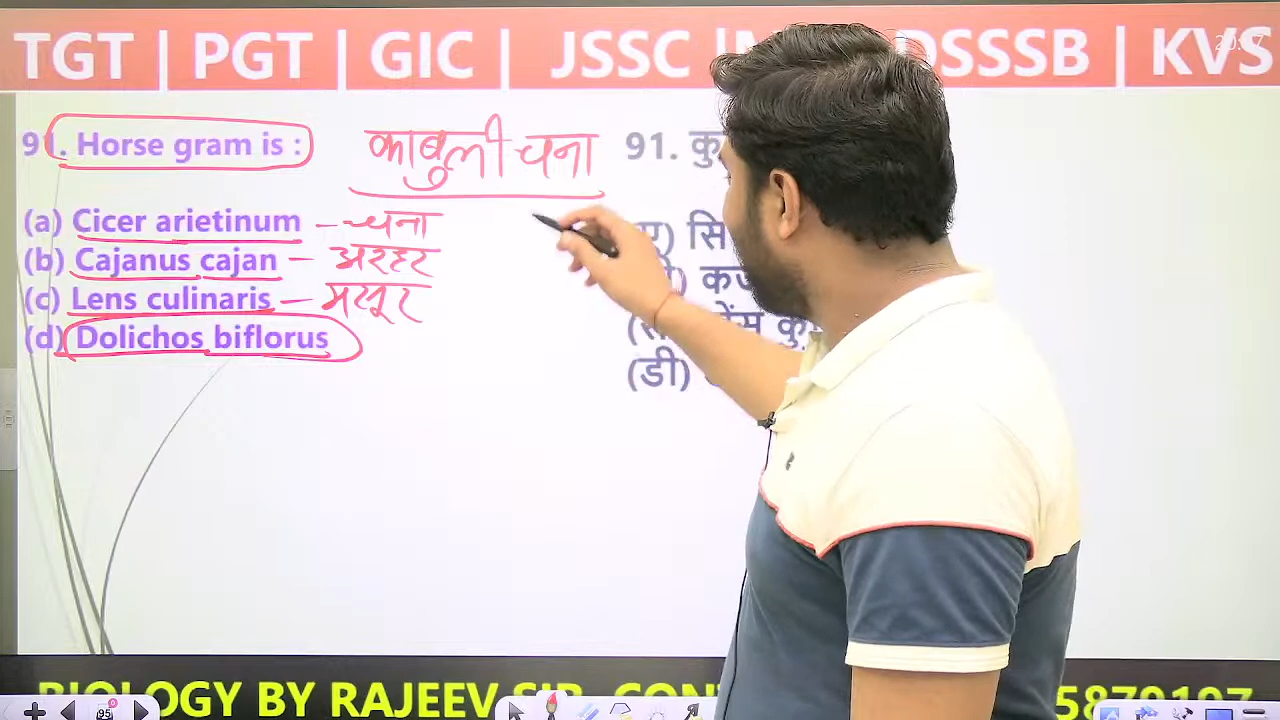 TGT | PGT | GIC | JSSC | DSSSB | KVS
91. Horse gram is :
काबुली चना
(a) Cicer arietinum – चना
(b) Cajanus cajan – अरहर
(c) Lens culinaris – मसूर
(d) Dolichos biflorus
91.
(डी)
BIOLOGY BY RAJEEV SIR
95